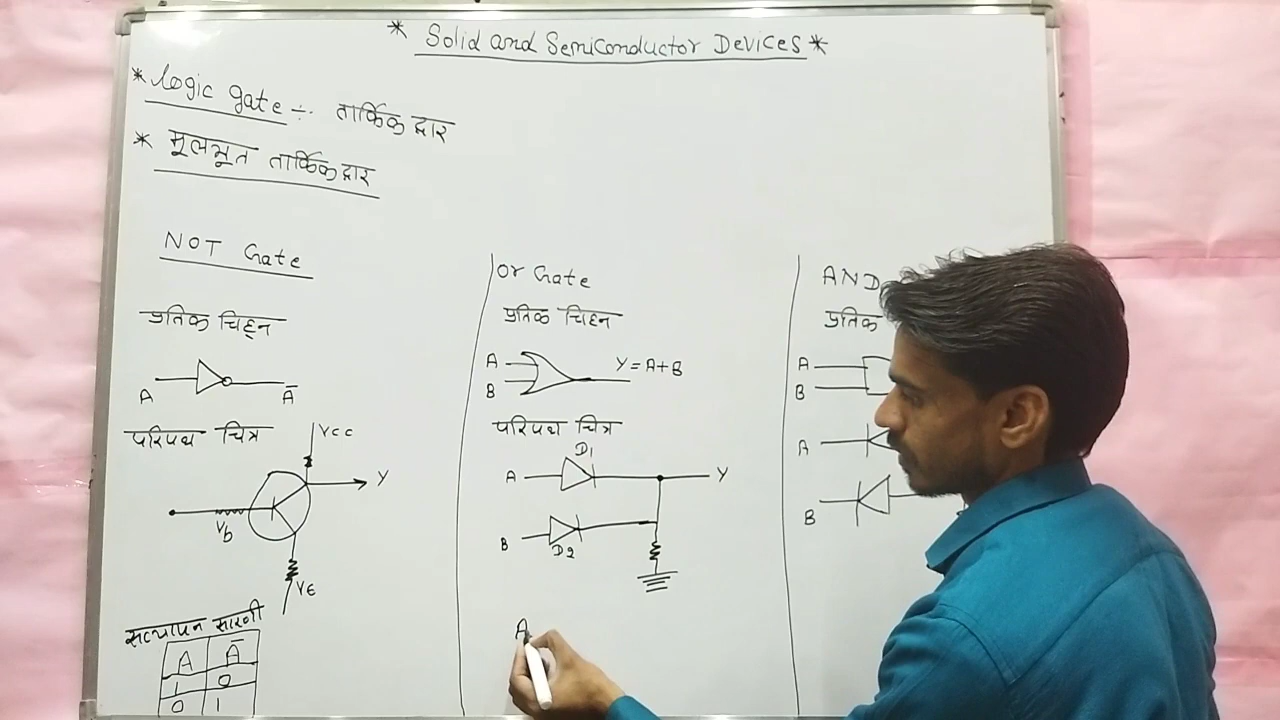 * Solid and Semiconductor Devices *
* Logic gate ÷. तार्किक द्वार
* मूलभूत तार्किक द्वार
NOT Gate
प्रतिक चिह्न
A Ā
परिपथ चित्र
VCC
Y
Vb
VE
सत्यापन सारणी
A Ā
1 0
0 1
Or Gate
प्रतिक चिह्न
A
B
Y = A+B
परिपथ चित्र
D1
A Y
B
D2
A
AND
प्रतिक
A
B
A
B